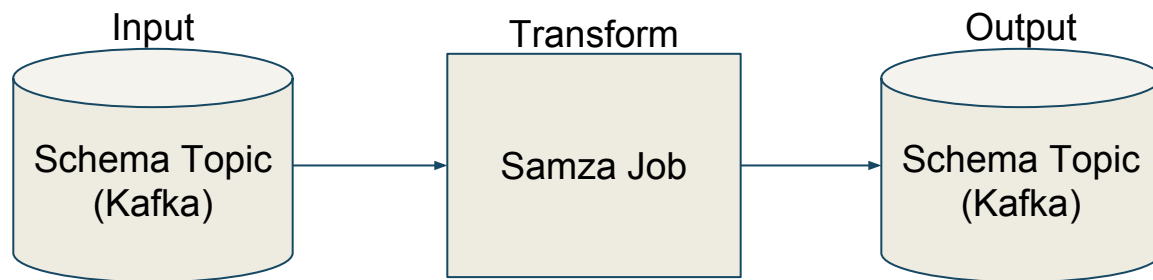 Input
Transform
Output
Schema Topic
(Kafka)
Samza Job
Schema Topic
(Kafka)